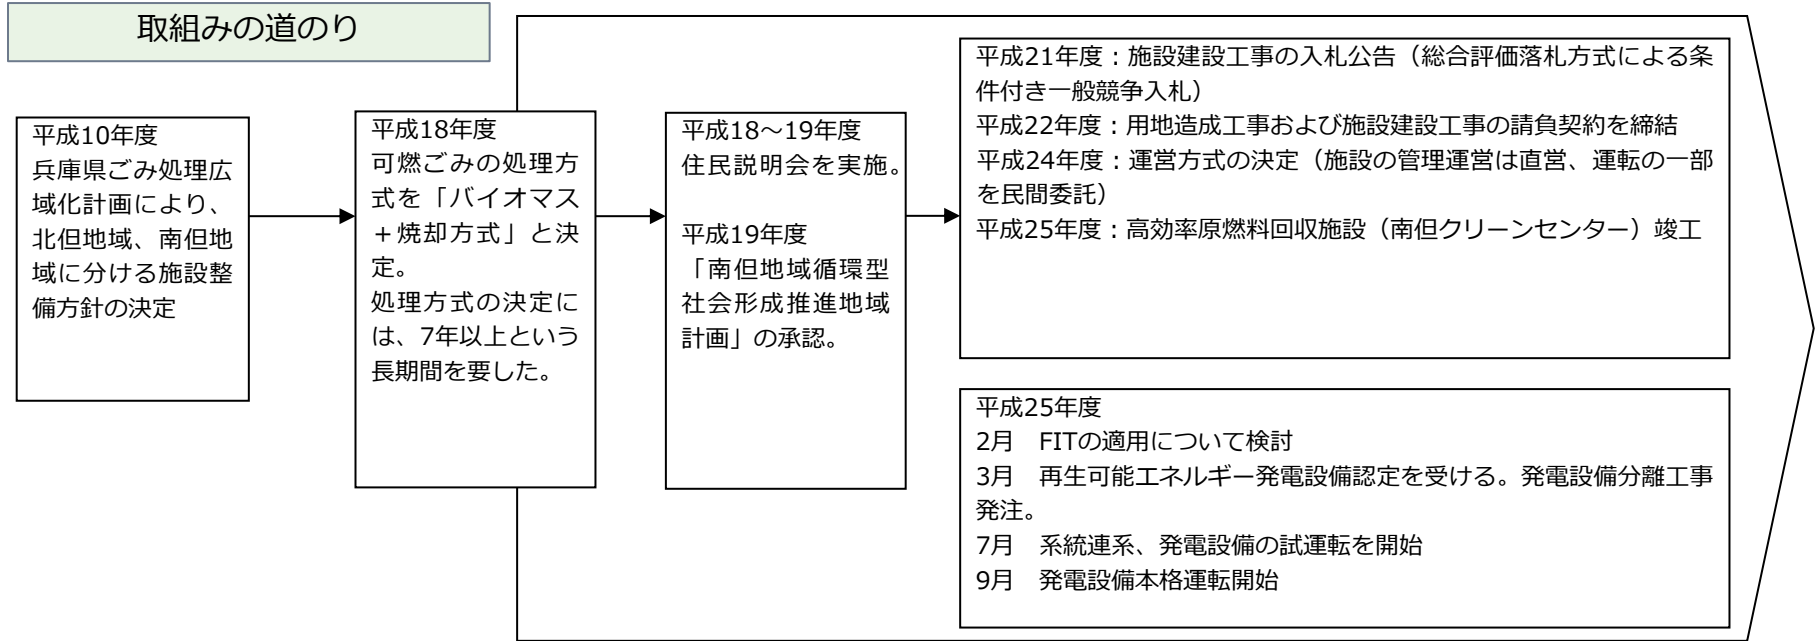 取組みの道のり
平成10年度
兵庫県ごみ処理広
域化計画により、
北但地域、南但地
域に分ける施設整
備方針の決定
平成18年度
可燃ごみの処理方
式を「バイオマス
+焼却方式」と決
定。
処理方式の決定に
は、7年以上という
長期間を要した。
平成18～19年度
住民説明会を実施。
平成19年度
「南但地域循環型
社会形成推進地域
計画」の承認。
平成21年度：施設建設工事の入札公告（総合評価落札方式による条
件付き一般競争入札）
平成22年度：用地造成工事および施設建設工事の請負契約を締結
平成24年度：運営方式の決定（施設の管理運営は直営、運転の一部
を民間委託）
平成25年度：高効率原燃料回収施設（南但クリーンセンター）竣工
平成25年度
2月　FITの適用について検討
3月　再生可能エネルギー発電設備認定を受ける。発電設備分離工事
発注。
7月　系統連系、発電設備の試運転を開始
9月　発電設備本格運転開始